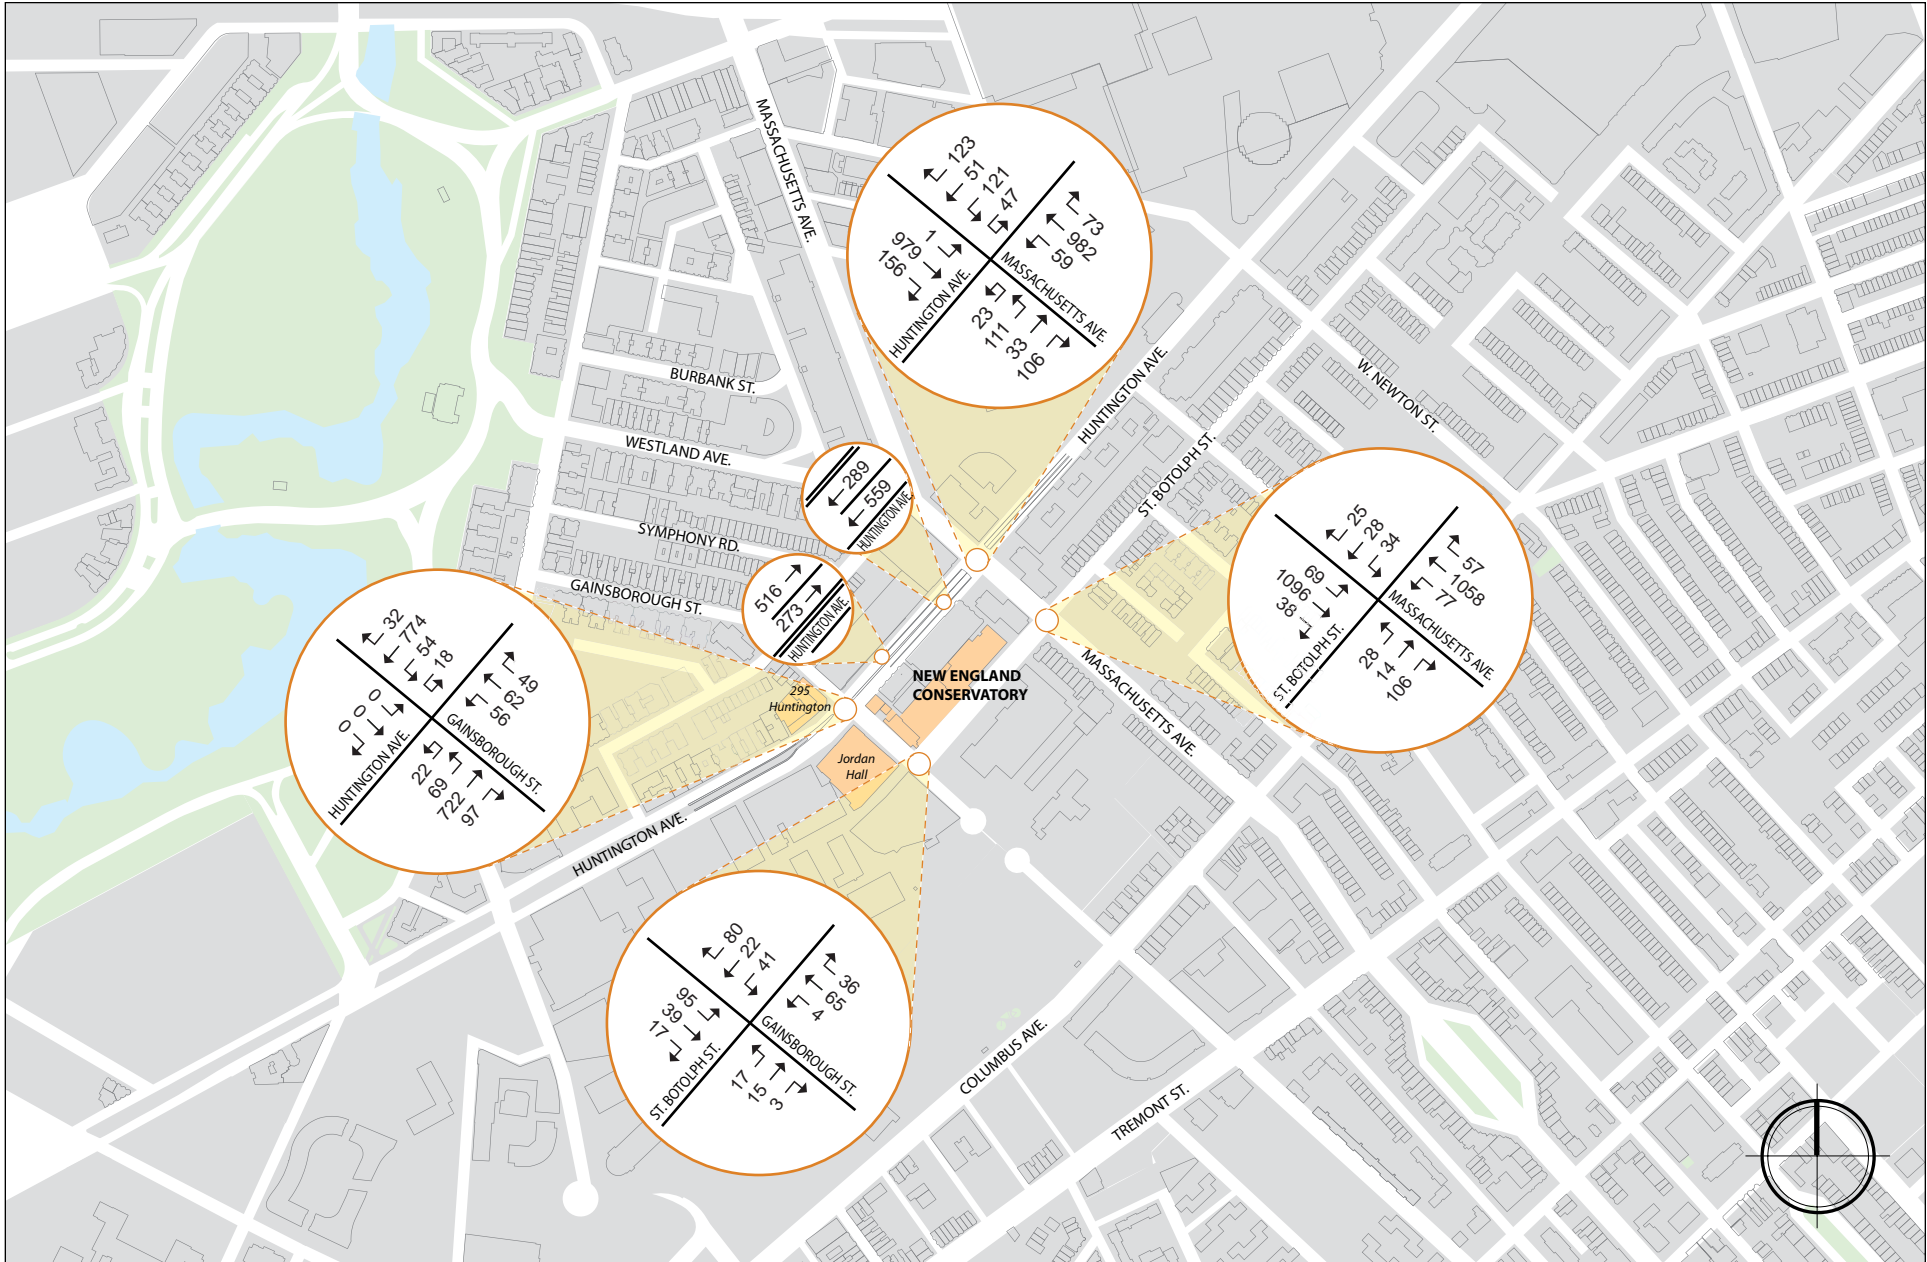 MASSACHUSETTS AVE.
123
51
121
47
73
982
59
1
979
156
23
111
33
106
HUNTINGTON AVE.
MASSACHUSETTS AVE
BURBANK ST.
WESTLAND AVE.
SYMPHONY RD.
GAINSBOROUGH ST.
HUNTINGTON AVE.
ST. BOTOLPH ST.
W. NEWTON ST.
289
559
HUNTINGTON AVE.
516
273
HUNTINGTON AVE.
25
28
34
57
1058
77
69
1096
38
28
14
106
ST. BOTOLPH ST.
MASSACHUSETTS AVE
32
774
54
18
49
62
56
0
0
0
22
69
722
97
HUNTINGTON AVE.
GAINSBOROUGH ST.
295
Huntington
NEW ENGLAND
CONSERVATORY
MASSACHUSETTS AVE.
Jordan
Hall
HUNTINGTON AVE.
80
22
41
36
65
4
95
39
17
17
15
3
ST. BOTOLPH ST.
GAINSBOROUGH ST.
COLUMBUS AVE.
TREMONT ST.